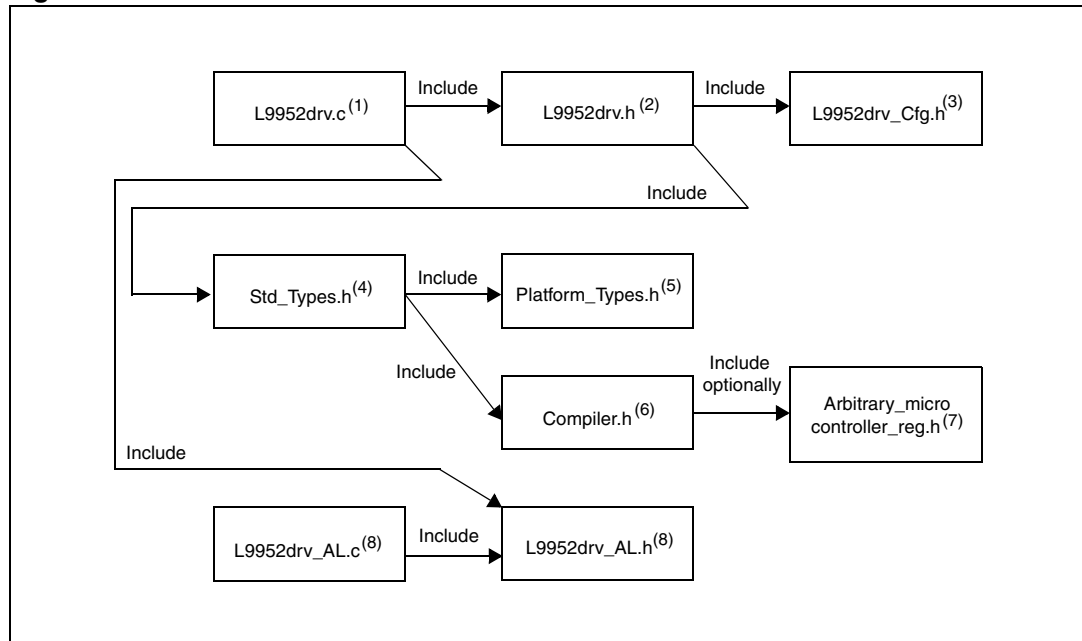 L9952drv.c(1)
Include
L9952drv.h(2)
Include
L9952drv_Cfg.h(3)
Include
Std_Types.h(4)
Include
Platform_Types.h(5)
Include
Compiler.h(6)
Include
optionally
Arbitrary_micro
controller_reg.h(7)
Include
L9952drv_AL.c(8)
Include
L9952drv_AL.h(8)